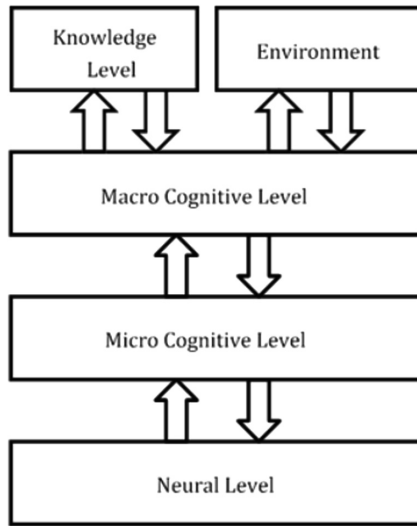 Knowledge
Level
Environment
Macro Cognitive Level
Micro Cognitive Level
Neural Level